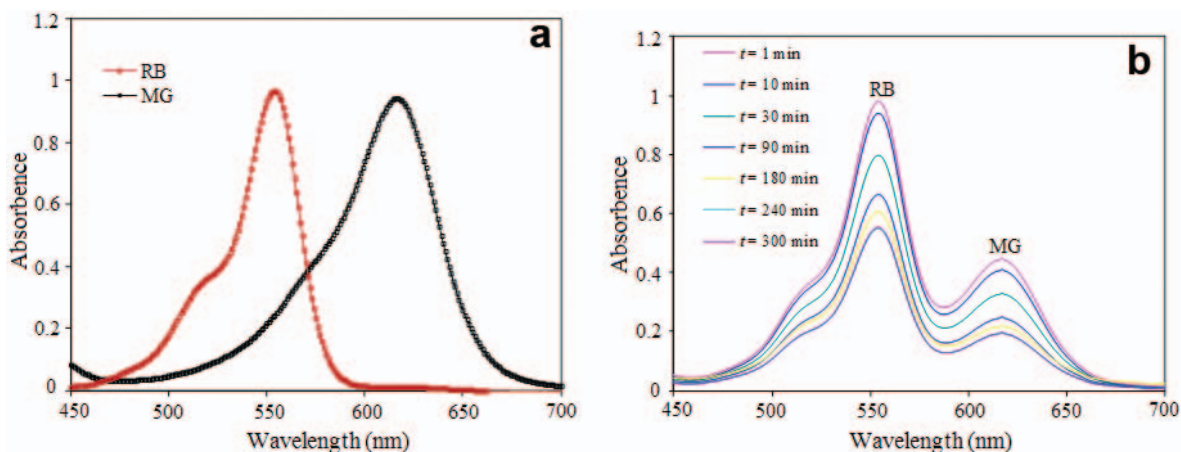 a
RB
MG
1.2
1
0.8
0.6
0.4
0.2
0
450 500 550 600 650 700
Absorbence
Wavelength (nm)
b
t = 1 min
t = 10 min
t = 30 min
t = 90 min
t = 180 min
t = 240 min
t = 300 min
RB
MG
1.2
1
0.8
0.6
0.4
0.2
0
450 500 550 600 650 700
Absorbence
Wavelength (nm)